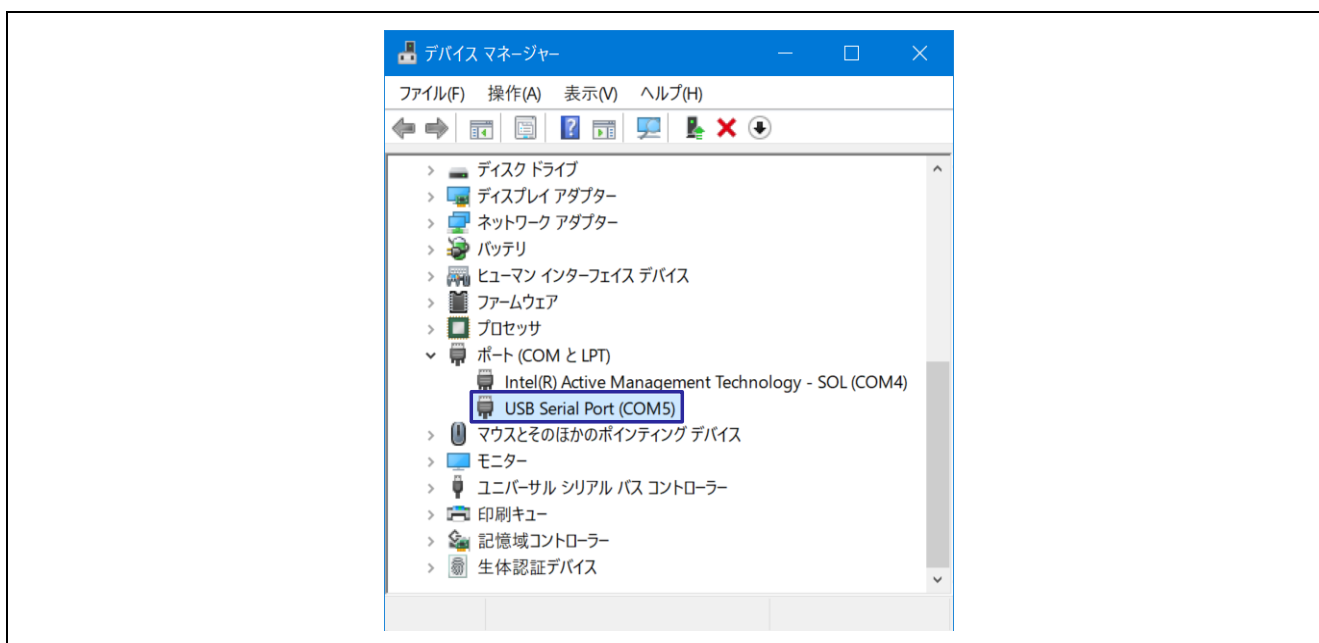 デバイス マネージャー
ファイル(F) 操作(A) 表示(V) ヘルプ(H)
ディスク ドライブ
ディスプレイ アダプター
ネットワーク アダプター
バッテリ
ヒューマン インターフェイス デバイス
ファームウェア
プロセッサ
ポート (COM と LPT)
Intel(R) Active Management Technology - SOL (COM4)
USB Serial Port (COM5)
マウスとそのほかのポインティング デバイス
モニター
ユニバーサル シリアル バス コントローラー
印刷キュー
記憶域コントローラー
生体認証デバイス